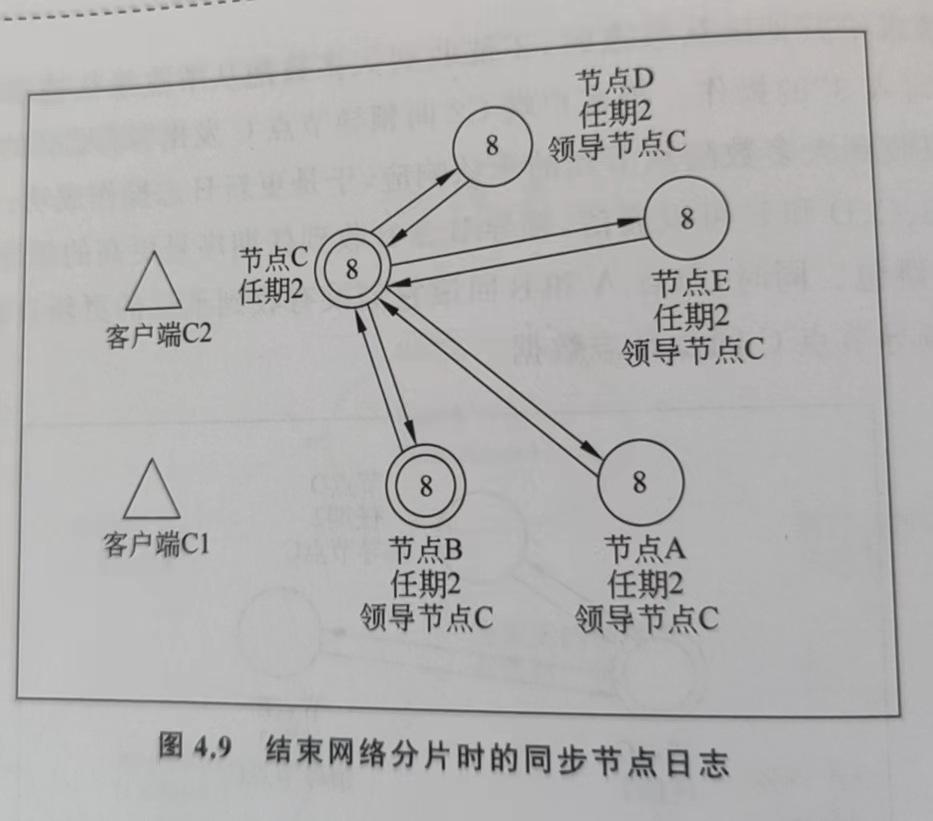 节点D
任期2
领导节点C
8
8
节点C
任期2
8
节点E
任期2
领导节点C
客户端C2
8
8
客户端C1
节点B
任期2
领导节点C
节点A
任期2
领导节点C
图 4.9 结束网络分片时的同步节点日志